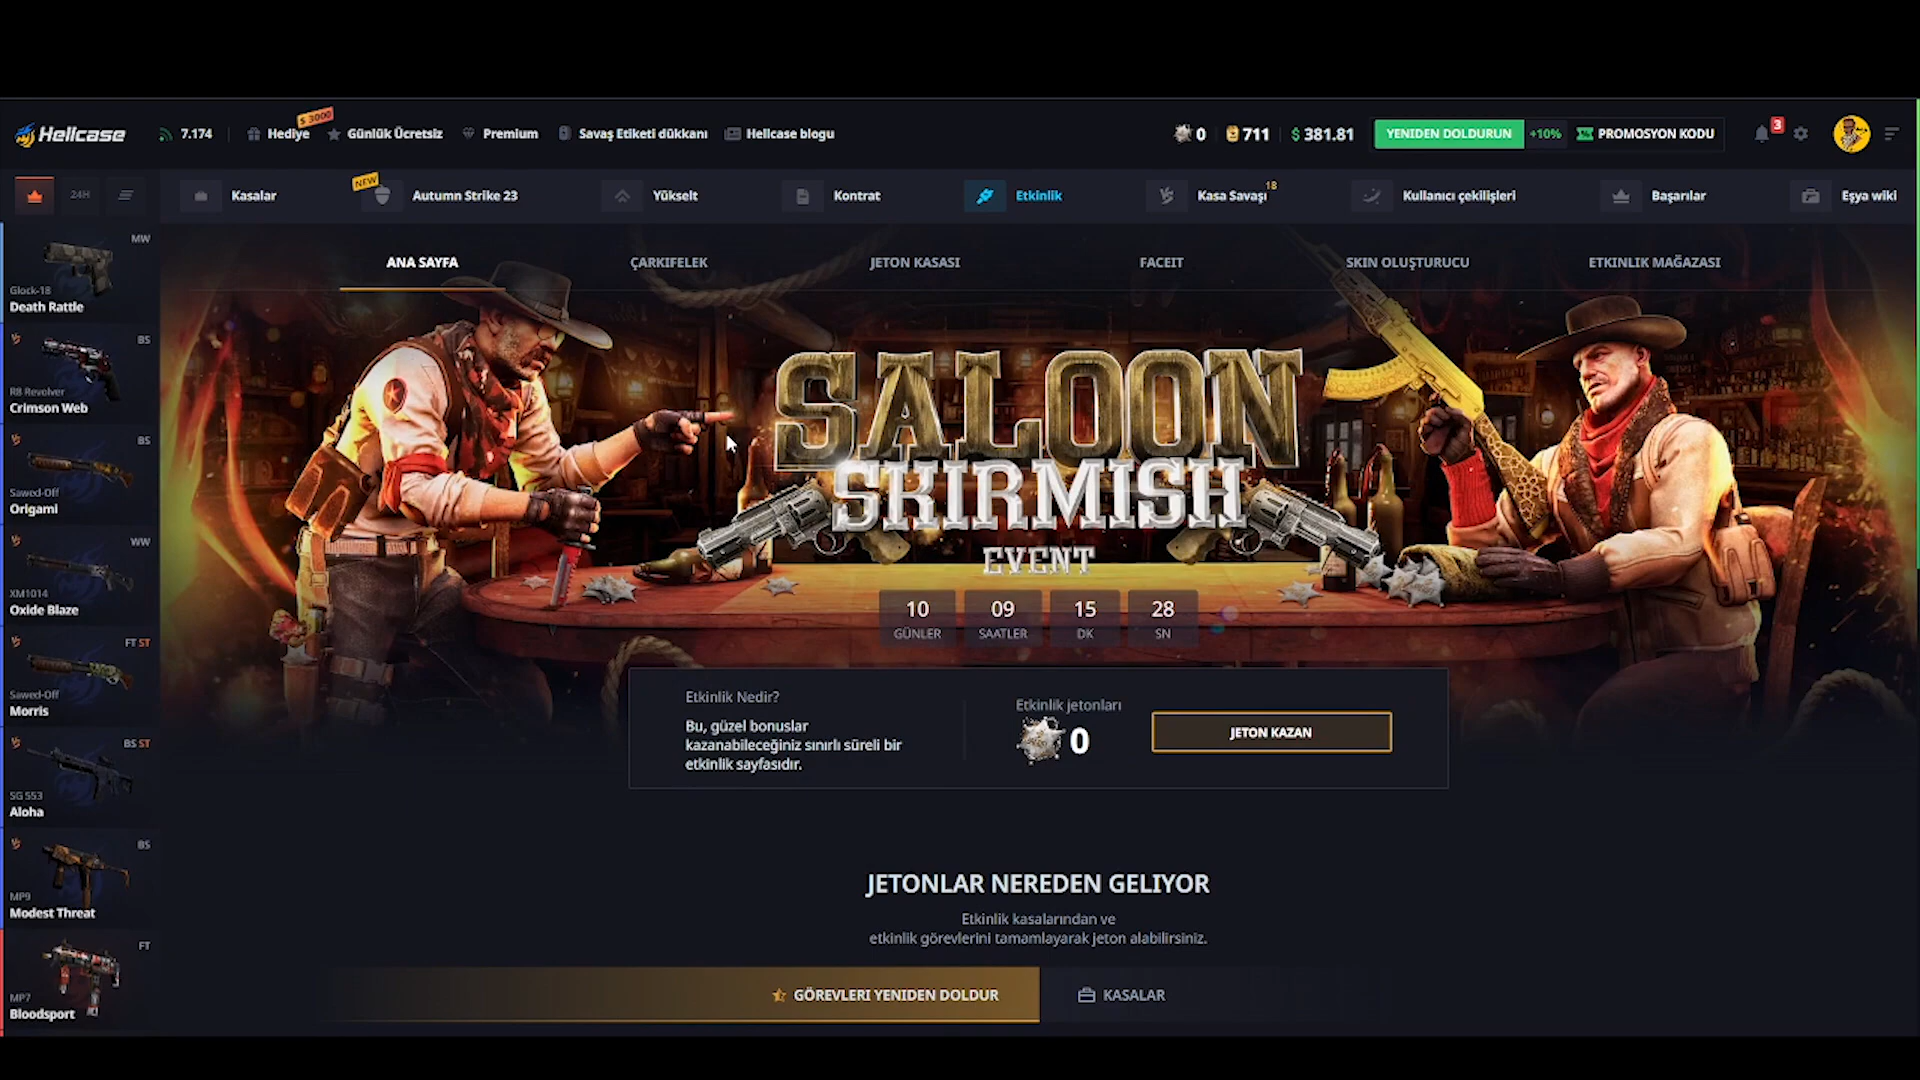 Hellcase
7.174
Hediye
$ 3000
Günlük Ücretsiz
Premium
Savaş Etiketi dükkanı
Hellcase blogu
0
711
$ 381.81
YENİDEN DOLDURUN
+10%
PROMOSYON KODU
3
24H
Kasalar
NEW
Autumn Strike 23
Yükselt
Kontrat
Etkinlik
Kasa Savaşı
18
Kullanıcı çekilişleri
Başarılar
Eşya wiki
ANA SAYFA
ÇARKIFELEK
JETON KASASI
FACEIT
SKIN OLUŞTURUCU
ETKINLIK MAĞAZASI
MW
Glock-18
Death Rattle
BS
R8 Revolver
Crimson Web
BS
Sawed-Off
Origami
WW
XM1014
Oxide Blaze
FT ST
Sawed-Off
Morris
BS ST
SG 553
Aloha
BS
MP9
Modest Threat
FT
MP7
Bloodsport
SALOON
SKIRMISH
EVENT
10
GÜNLER
09
SAATLER
15
DK
28
SN
Etkinlik Nedir?
Bu, güzel bonuslar
kazanabileceğiniz sınırlı süreli bir
etkinlik sayfasıdır.
Etkinlik jetonları
0
JETON KAZAN
JETONLAR NEREDEN GELIYOR
Etkinlik kasalarından ve
etkinlik görevlerini tamamlayarak jeton alabilirsiniz.
GÖREVLERI YENIDEN DOLDUR
KASALAR